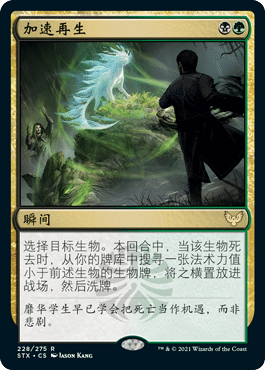 加速再生
瞬间
选择目标生物。本回合中,当该生物死
去时,从你的牌库中搜寻一张法术力值
小于前述生物的生物牌,将之横置放进
战场,然后洗牌。
靡华学生早已学会把死亡当作机遇,而非
悲剧。
228/275 R
STX • CS Jason Kang
™ & © 2021 Wizards of the Coast